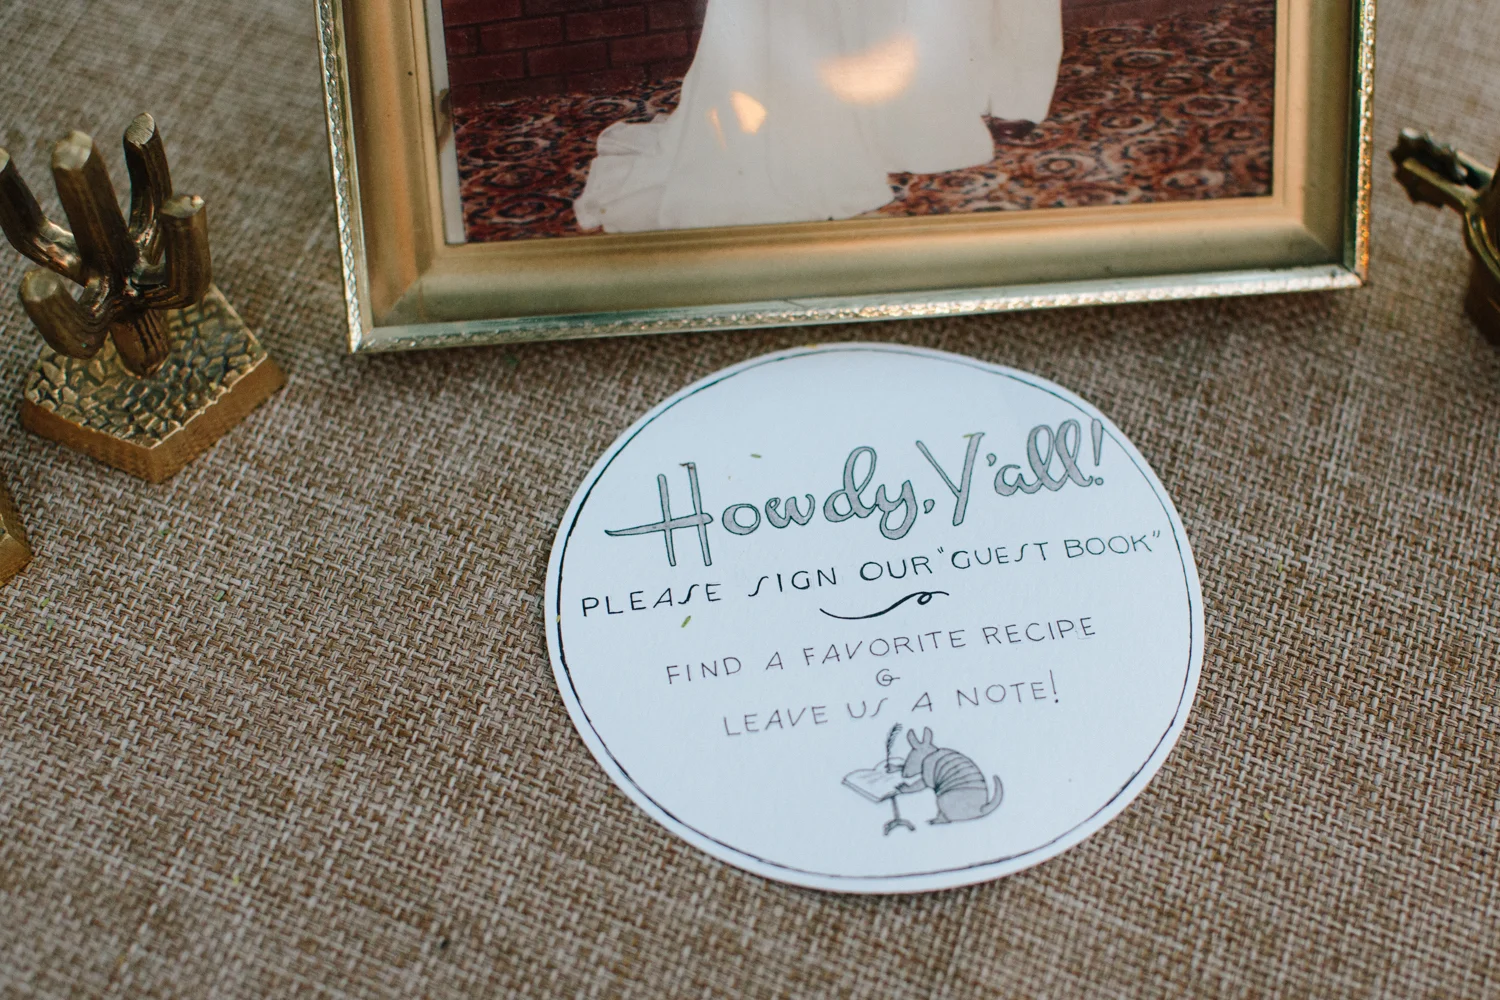 Howdy, Y'all!
PLEASE SIGN OUR "GUEST BOOK"
FIND A FAVORITE RECIPE
&
LEAVE US A NOTE!